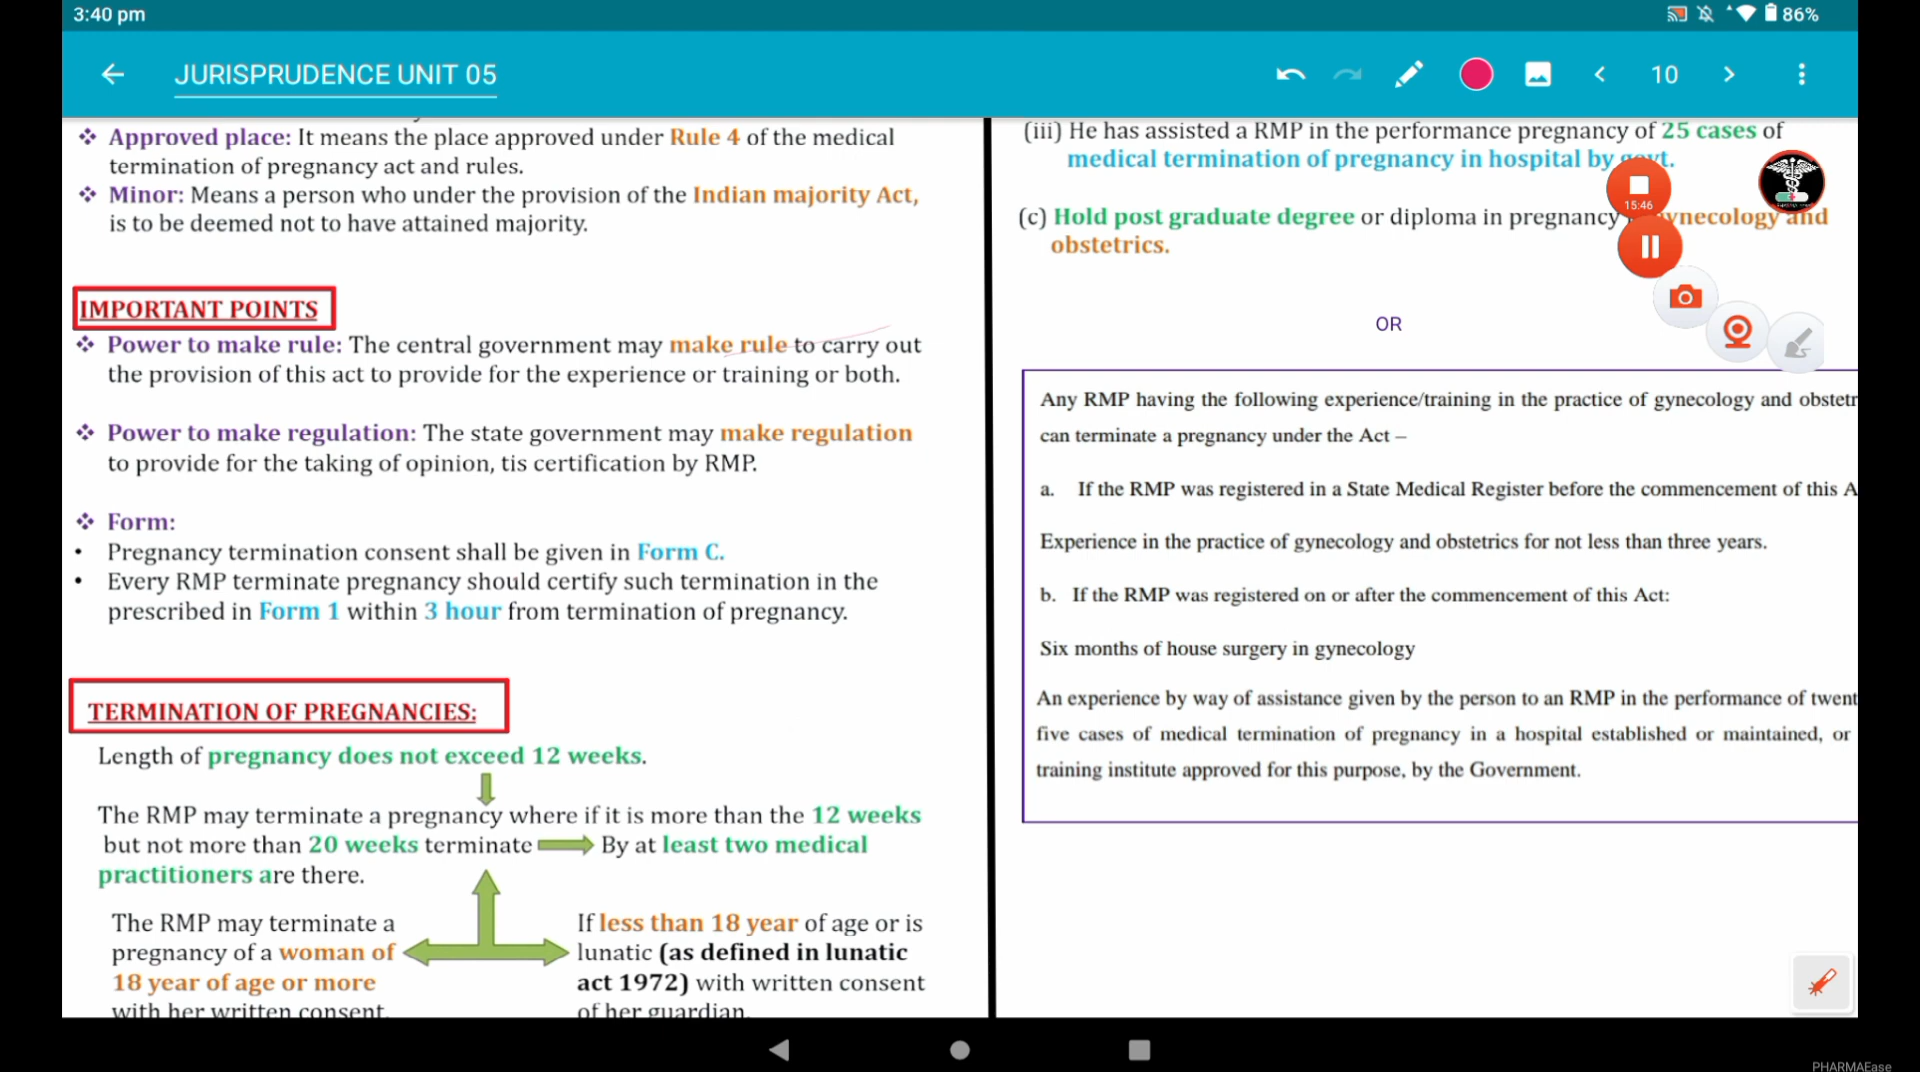 3:40 pm
86%
JURISPRUDENCE UNIT 05
10
❖ Approved place: It means the place approved under Rule 4 of the medical
termination of pregnancy act and rules.
❖ Minor: Means a person who under the provision of the Indian majority Act,
is to be deemed not to have attained majority.
IMPORTANT POINTS
❖ Power to make rule: The central government may make rule to carry out
the provision of this act to provide for the experience or training or both.
❖ Power to make regulation: The state government may make regulation
to provide for the taking of opinion, tis certification by RMP.
❖ Form:
• Pregnancy termination consent shall be given in Form C.
• Every RMP terminate pregnancy should certify such termination in the
prescribed in Form 1 within 3 hour from termination of pregnancy.
TERMINATION OF PREGNANCIES:
Length of pregnancy does not exceed 12 weeks.
The RMP may terminate a pregnancy where if it is more than the 12 weeks
but not more than 20 weeks terminate By at least two medical
practitioners are there.
The RMP may terminate a
pregnancy of a woman of
18 year of age or more
with her written consent.
If less than 18 year of age or is
lunatic (as defined in lunatic
act 1972) with written consent
of her guardian.
(iii) He has assisted a RMP in the performance pregnancy of 25 cases of
medical termination of pregnancy in hospital by govt.
15:46
(c) Hold post graduate degree or diploma in pregnancy ynecology and
obstetrics.
OR
Any RMP having the following experience/training in the practice of gynecology and obstetr
can terminate a pregnancy under the Act –
a. If the RMP was registered in a State Medical Register before the commencement of this A
Experience in the practice of gynecology and obstetrics for not less than three years.
b. If the RMP was registered on or after the commencement of this Act:
Six months of house surgery in gynecology
An experience by way of assistance given by the person to an RMP in the performance of twent
five cases of medical termination of pregnancy in a hospital established or maintained, or
training institute approved for this purpose, by the Government.
PHARMAEase